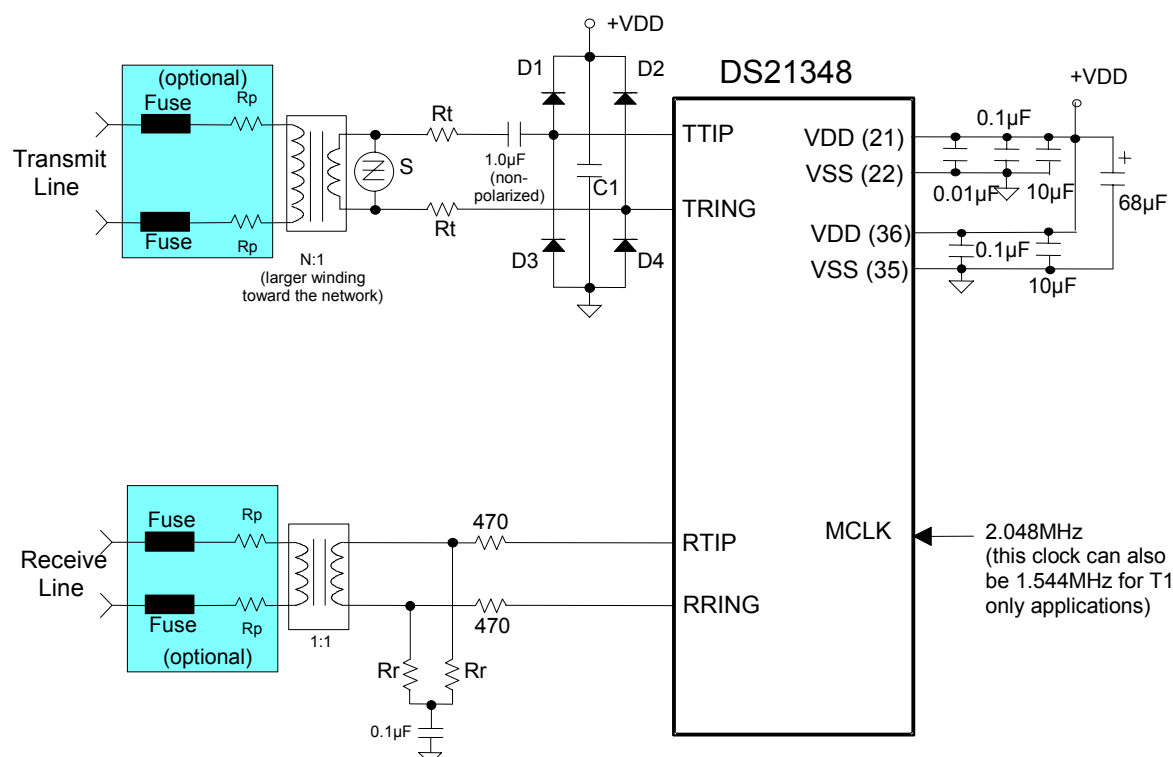 +VDD
(optional)
Fuse
Rp
D1
D2
DS21348
+VDD
Rt
TTIP
VDD (21)
0.1µF
Transmit
Line
S
1.0µF
(non-
polarized)
C1
VSS (22)
0.01µF
10µF
+
68µF
TRING
Fuse
Rp
Rt
VDD (36)
0.1µF
N:1
(larger winding
toward the network)
D3
D4
VSS (35)
10µF
Fuse
Rp
470
RTIP
MCLK
2.048MHz
(this clock can also
be 1.544MHz for T1
only applications)
Receive
Line
RRING
Fuse
Rp
470
(optional)
1:1
Rr
Rr
0.1µF